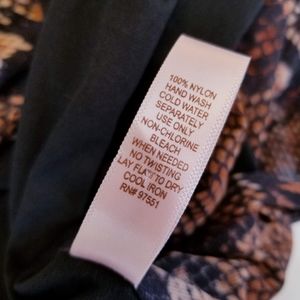 100% NYLON
HAND WASH
COLD WATER
SEPARATELY
USE ONLY
NON-CHLORINE
BLEACH
WHEN NEEDED
NO TWISTING
LAY FLAT TO DRY
COOL IRON
RN# 97551